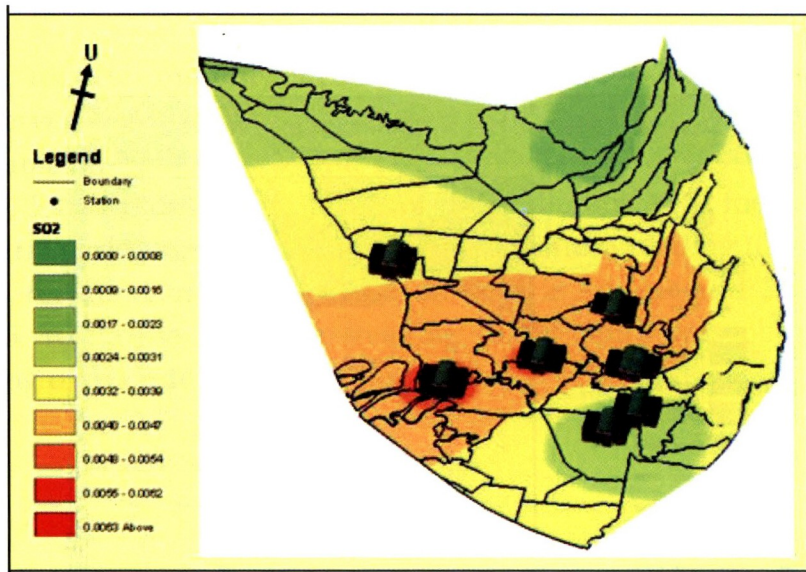 U
Legend
Boundary
Station
SO2
0.0000 - 0.0008
0.0009 - 0.0016
0.0017 - 0.0023
0.0024 - 0.0031
0.0032 - 0.0039
0.0040 - 0.0047
0.0048 - 0.0054
0.0055 - 0.0062
0.0063 Above